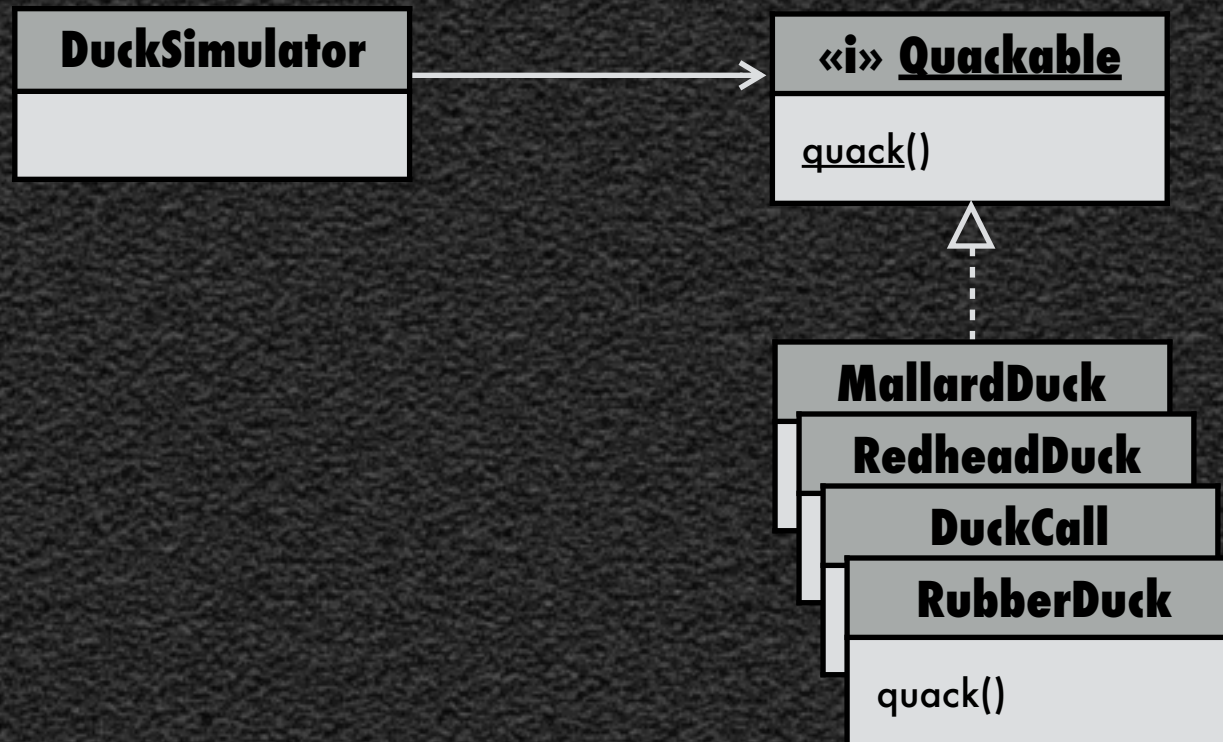 DuckSimulator
«i» Quackable
quack()
MallardDuck
RedheadDuck
DuckCall
RubberDuck
quack()